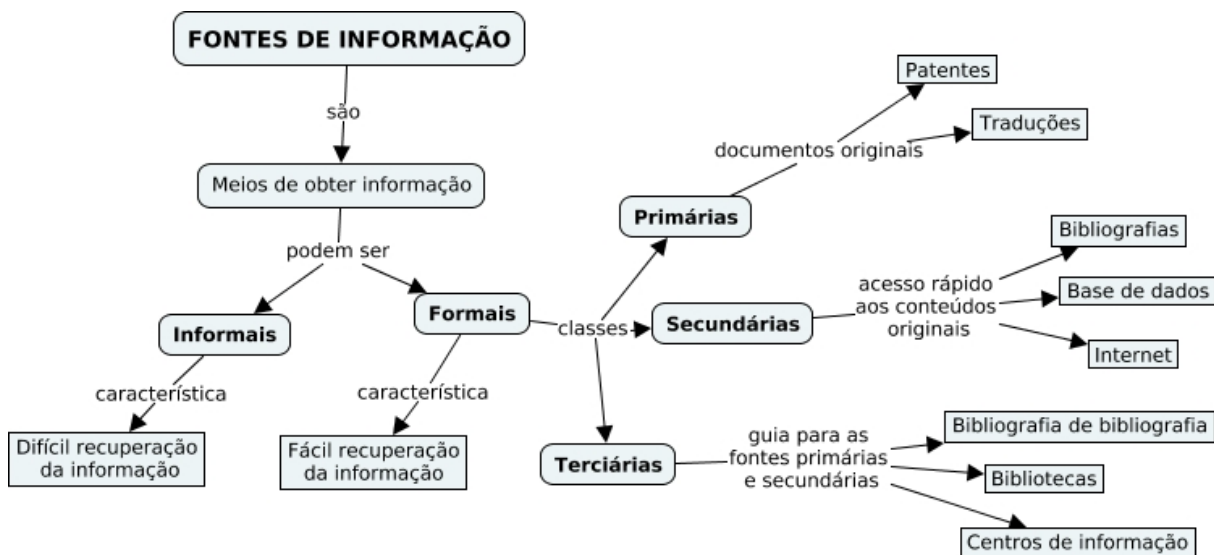 FONTES DE INFORMAÇÃO
são
Meios de obter informação
podem ser
Informais
característica
Difícil recuperação
da informação
Formais
característica
Fácil recuperação
da informação
classes
Primárias
documentos originais
Patentes
Traduções
Secundárias
acesso rápido
aos conteúdos
originais
Bibliografias
Base de dados
Internet
Terciárias
guia para as
fontes primárias
e secundárias
Bibliografia de bibliografia
Bibliotecas
Centros de informação